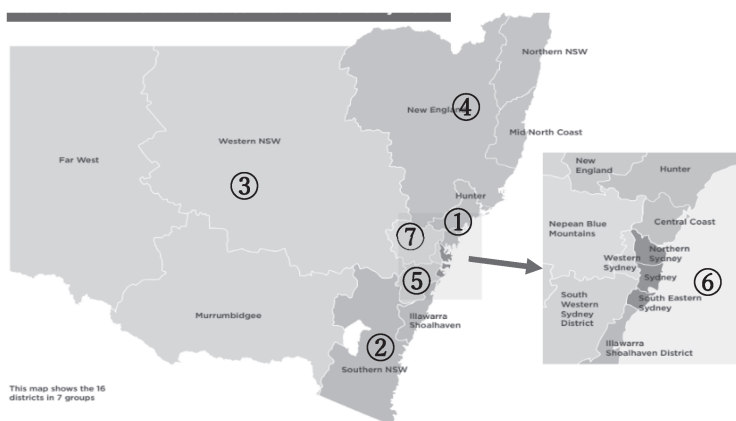 Northern NSW
New England
④
Mid North Coast
Western NSW
Far West
③
Hunter
①
⑦
⑤
Murrumbidgee
Illawarra
Shoalhaven
②
Southern NSW
This map shows the 16
districts in 7 groups
New
England
Hunter
Nepean Blue
Mountains
Central Coast
Northern
Sydney
Western
Sydney
Sydney
⑥
South
Western
Sydney
District
South Eastern
Sydney
Illawarra
Shoalhaven District